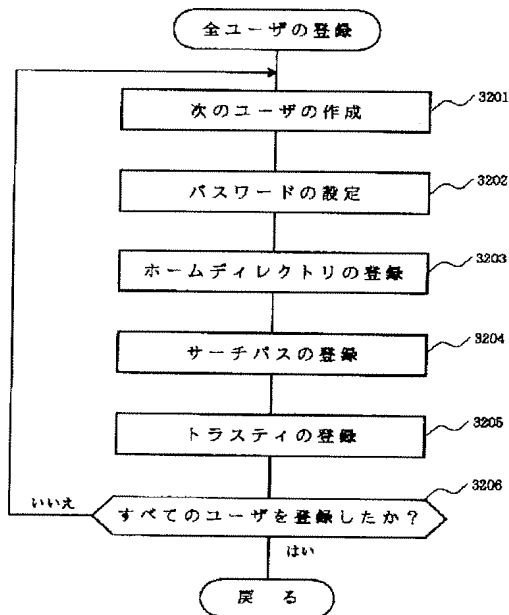 全ユーザの登録
次のユーザの作成
3201
パスワードの設定
3202
ホームディレクトリの登録
3203
サーチパスの登録
3204
トラスティの登録
3205
すべてのユーザを登録したか？
3206
いいえ
はい
戻る